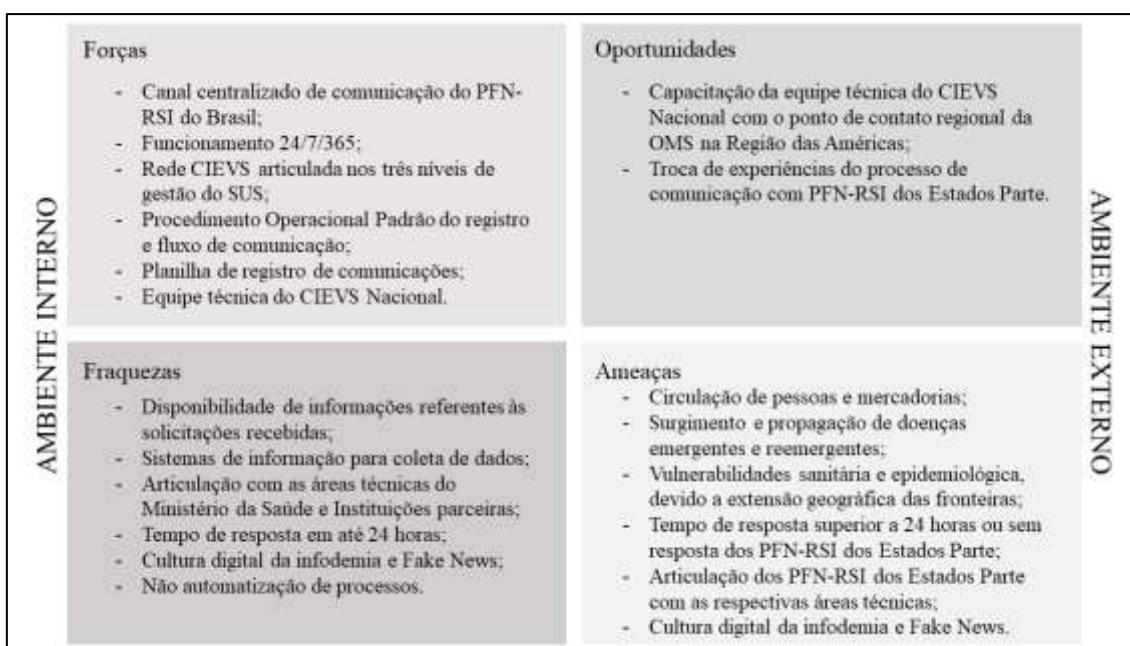 AMBIENTE INTERNO
Forças
- Canal centralizado de comunicação do PFN-
RSI do Brasil;
- Funcionamento 24/7/365;
- Rede CIEVS articulada nos três níveis de
gestão do SUS;
- Procedimento Operacional Padrão do registro
e fluxo de comunicação;
- Planilha de registro de comunicações;
- Equipe técnica do CIEVS Nacional.
Oportunidades
- Capacitação da equipe técnica do CIEVS
Nacional com o ponto de contato regional da
OMS na Região das Américas;
- Troca de experiências do processo de
comunicação com PFN-RSI dos Estados Parte.
Fraquezas
- Disponibilidade de informações referentes às
solicitações recebidas;
- Sistemas de informação para coleta de dados;
- Articulação com as áreas técnicas do
Ministério da Saúde e Instituições parceiras;
- Tempo de resposta em até 24 horas;
- Cultura digital da infodemia e Fake News;
- Não automatização de processos.
Ameaças
- Circulação de pessoas e mercadorias;
- Surgimento e propagação de doenças
emergentes e reemergentes;
- Vulnerabilidades sanitária e epidemiológica,
devido a extensão geográfica das fronteiras;
- Tempo de resposta superior a 24 horas ou sem
resposta dos PFN-RSI dos Estados Parte;
- Articulação dos PFN-RSI dos Estados Parte
com as respectivas áreas técnicas;
- Cultura digital da infodemia e Fake News.
AMBIENTE EXTERNO